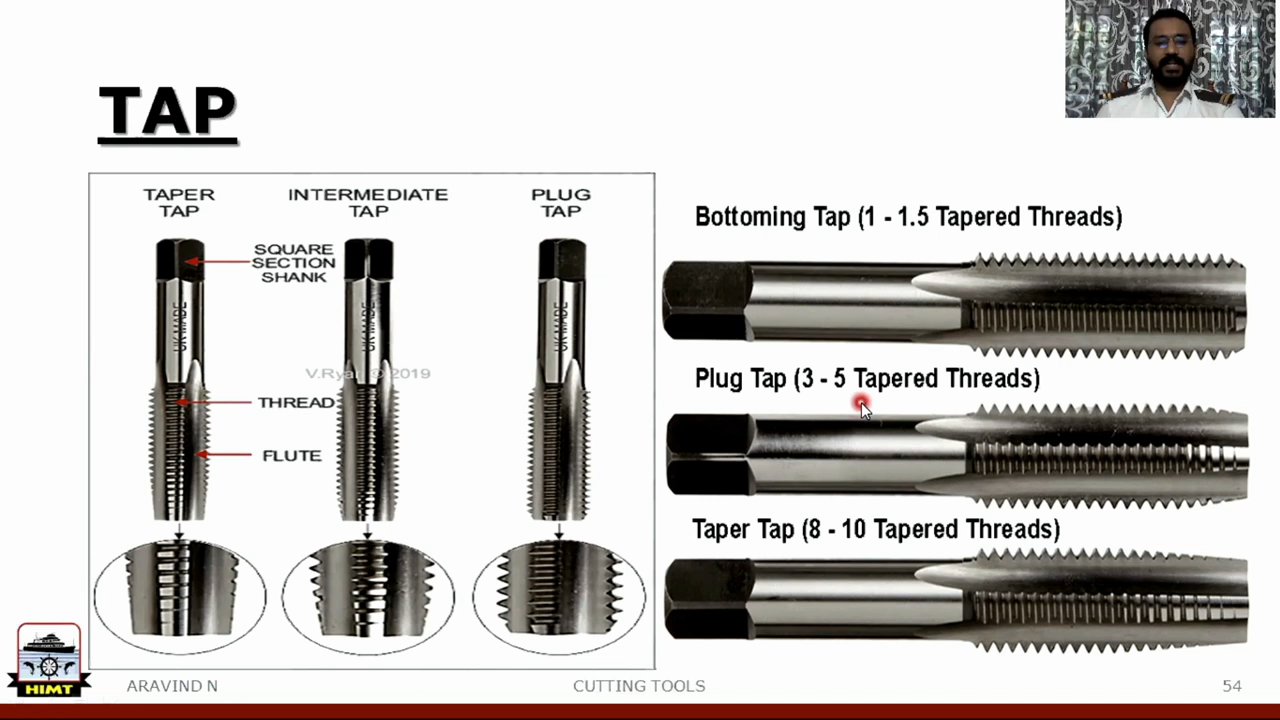 TAP
TAPER
TAP
INTERMEDIATE
TAP
PLUG
TAP
SQUARE
SECTION
SHANK
UK MADE
UK MADE
UK MADE
V.Ryan © 2019
THREAD
FLUTE
Bottoming Tap (1 - 1.5 Tapered Threads)
Plug Tap (3 - 5 Tapered Threads)
Taper Tap (8 - 10 Tapered Threads)
HIMT
ARAVIND N
CUTTING TOOLS
54